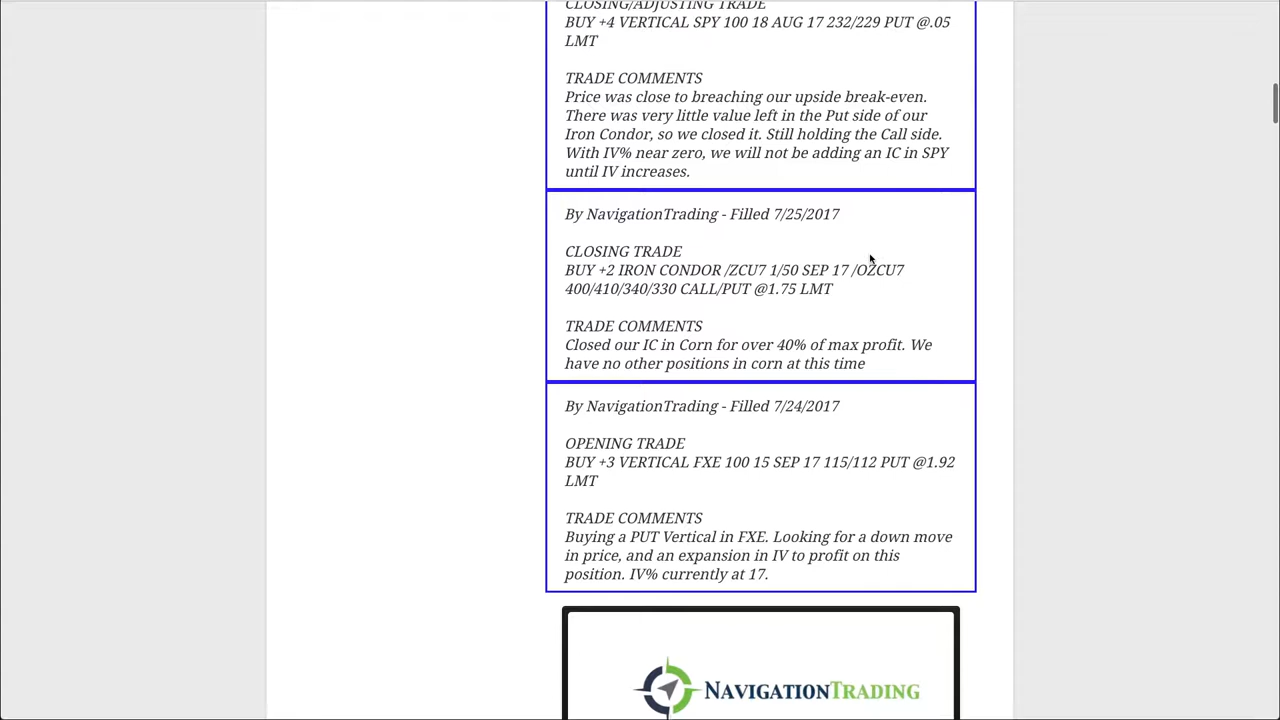 CLOSING/ADJUSTING TRADE
BUY +4 VERTICAL SPY 100 18 AUG 17 232/229 PUT @.05
LMT
TRADE COMMENTS
Price was close to breaching our upside break-even.
There was very little value left in the Put side of our
Iron Condor, so we closed it. Still holding the Call side.
With IV% near zero, we will not be adding an IC in SPY
until IV increases.
By NavigationTrading - Filled 7/25/2017
CLOSING TRADE
BUY +2 IRON CONDOR /ZCU7 1/50 SEP 17 /OZCU7
400/410/340/330 CALL/PUT @1.75 LMT
TRADE COMMENTS
Closed our IC in Corn for over 40% of max profit. We
have no other positions in corn at this time
By NavigationTrading - Filled 7/24/2017
OPENING TRADE
BUY +3 VERTICAL FXE 100 15 SEP 17 115/112 PUT @1.92
LMT
TRADE COMMENTS
Buying a PUT Vertical in FXE. Looking for a down move
in price, and an expansion in IV to profit on this
position. IV% currently at 17.
NAVIGATIONTRADING